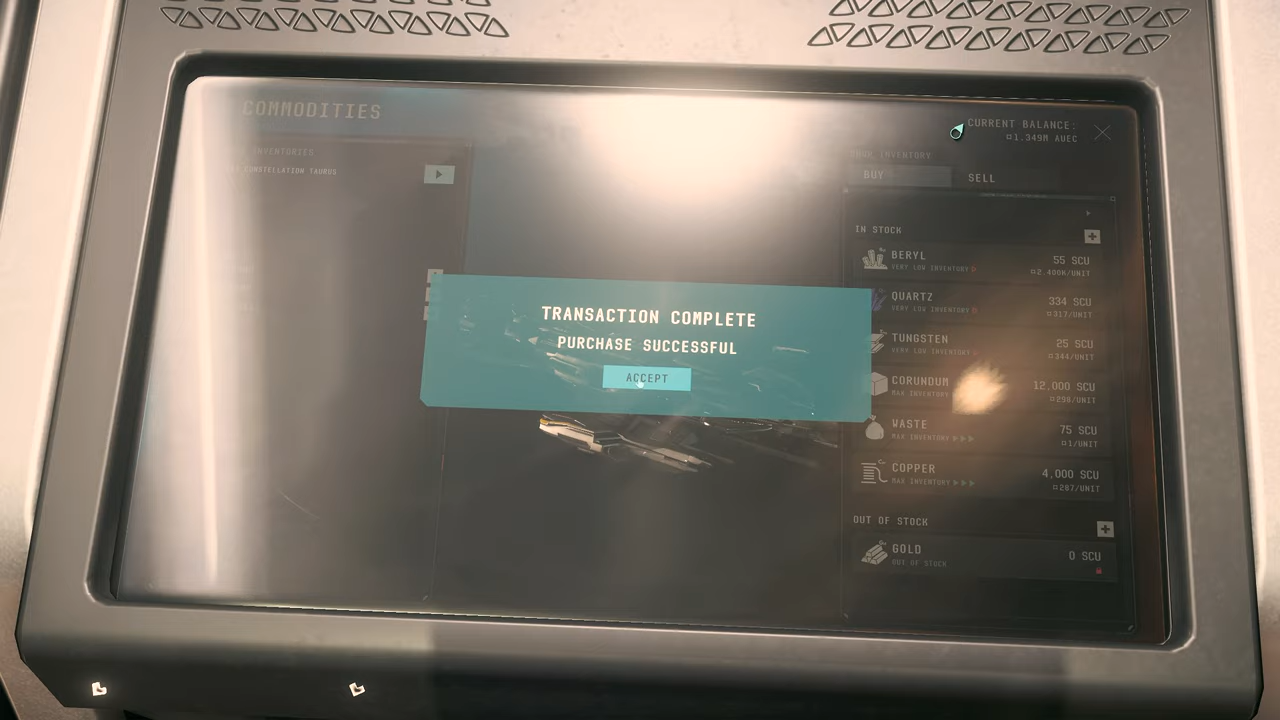 COMMODITIES
CURRENT BALANCE:
¤1.349M AUEC
INVENTORIES
CONSTELLATION TAURUS
SHOP INVENTORY
BUY
SELL
IN STOCK
BERYL
55 SCU
VERY LOW INVENTORY
¤2.400K/UNIT
QUARTZ
334 SCU
VERY LOW INVENTORY
¤317/UNIT
TUNGSTEN
25 SCU
VERY LOW INVENTORY
¤344/UNIT
CORUNDUM
12,000 SCU
MAX INVENTORY
¤298/UNIT
WASTE
75 SCU
MAX INVENTORY
¤1/UNIT
COPPER
4,000 SCU
MAX INVENTORY
¤287/UNIT
OUT OF STOCK
GOLD
0 SCU
OUT OF STOCK
TRANSACTION COMPLETE
PURCHASE SUCCESSFUL
ACCEPT